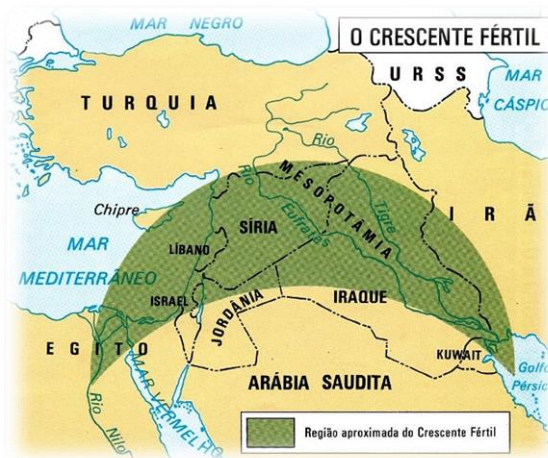 MAR NEGRO
O CRESCENTE FÉRTIL
URSS
MAR
CÁSPIO
TURQUIA
Rio
MESOPOTÂMIA
Rio
Tigre
Eufrates
IRÃ
Chipre
SÍRIA
LÍBANO
MAR
MEDITERRÂNEO
ISRAEL
JORDÂNIA
IRAQUE
KUWAIT
EGITO
Golfo
Pérsico
MAR VERMELHO
ARÁBIA SAUDITA
Rio Nilo
Região aproximada do Crescente Fértil